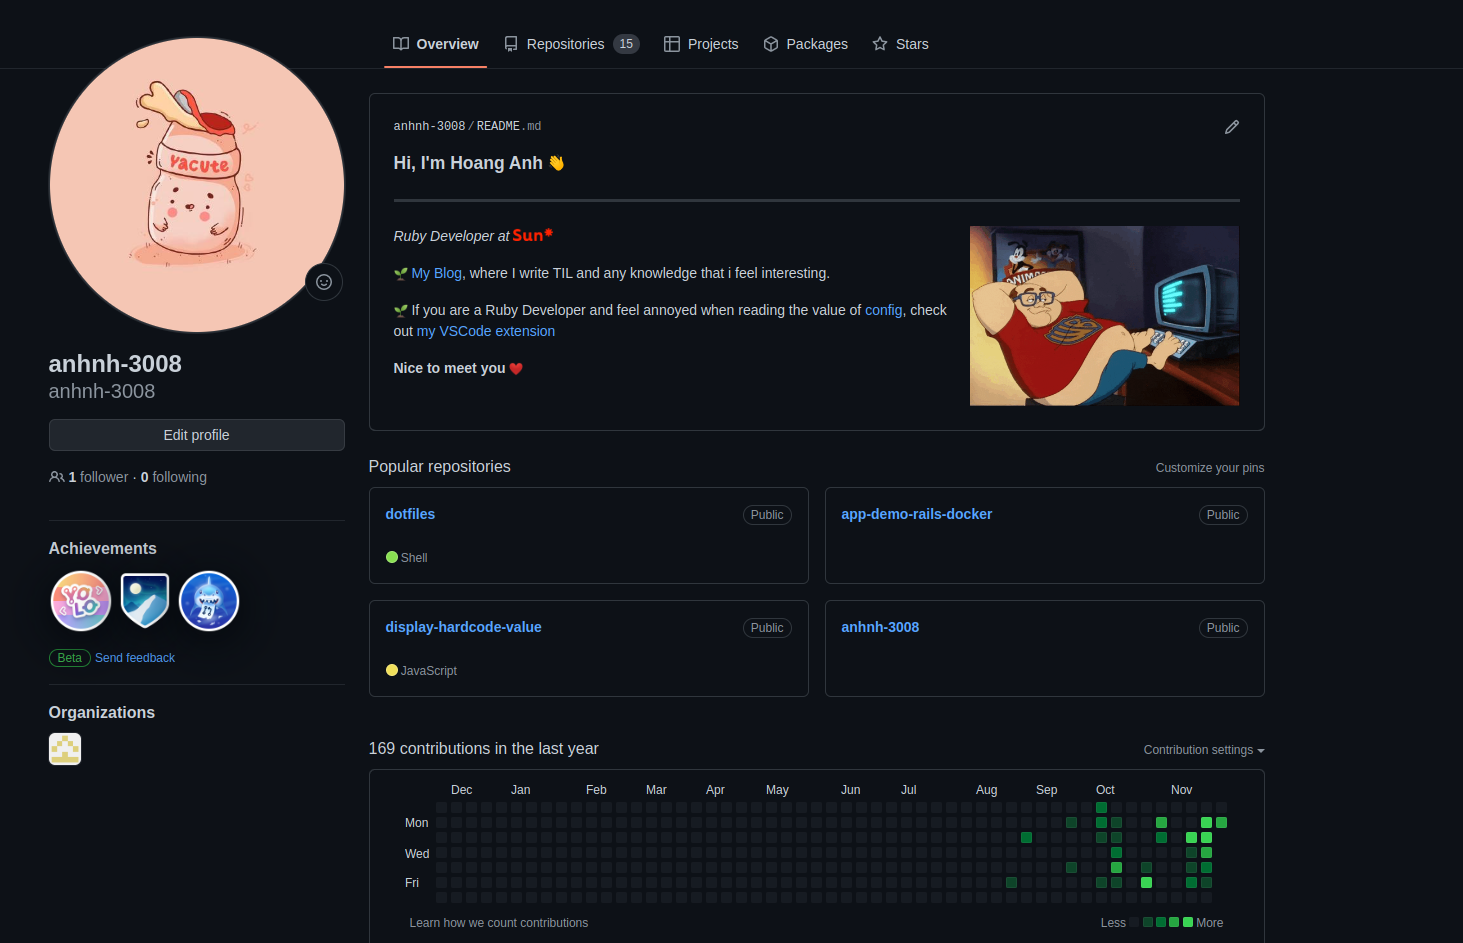 Overview Repositories 15 Projects Packages Stars
Yacute
anhnh-3008
anhnh-3008
Edit profile
1 follower · 0 following
Achievements
YOLO
Beta Send feedback
Organizations
anhnh-3008/README.md
Hi, I'm Hoang Anh 👋
Ruby Developer at Sun*
🌱 My Blog, where I write TIL and any knowledge that i feel interesting.
🌱 If you are a Ruby Developer and feel annoyed when reading the value of config, check
out my VSCode extension
Nice to meet you ❤️
Popular repositories Customize your pins
dotfiles Public
Shell
app-demo-rails-docker Public
display-hardcode-value Public
JavaScript
anhnh-3008 Public
169 contributions in the last year Contribution settings
Dec Jan Feb Mar Apr May Jun Jul Aug Sep Oct Nov
Mon
Wed
Fri
Learn how we count contributions Less More